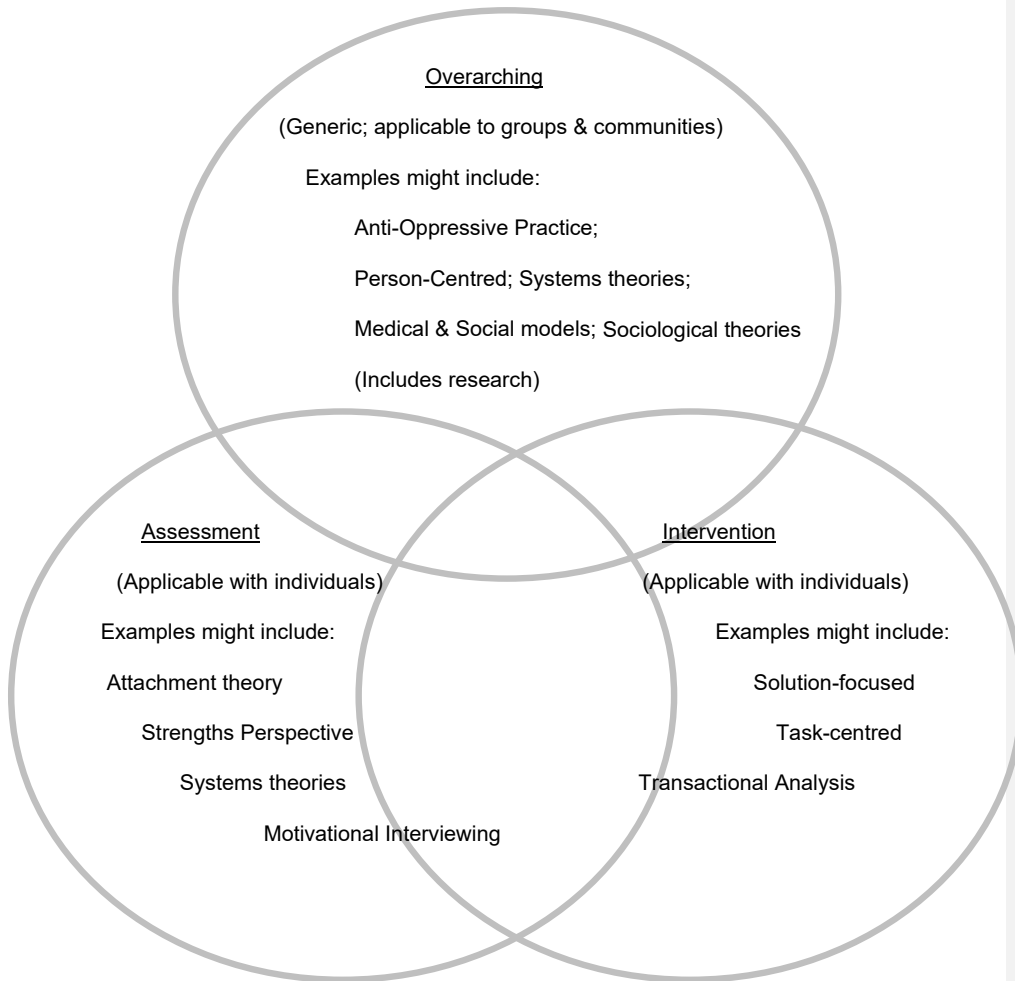 Overarching
(Generic; applicable to groups & communities)
Examples might include:
Anti-Oppressive Practice;
Person-Centred; Systems theories;
Medical & Social models; Sociological theories
(Includes research)
Assessment
(Applicable with individuals)
Examples might include:
Attachment theory
Strengths Perspective
Systems theories
Motivational Interviewing
Intervention
(Applicable with individuals)
Examples might include:
Solution-focused
Task-centred
Transactional Analysis